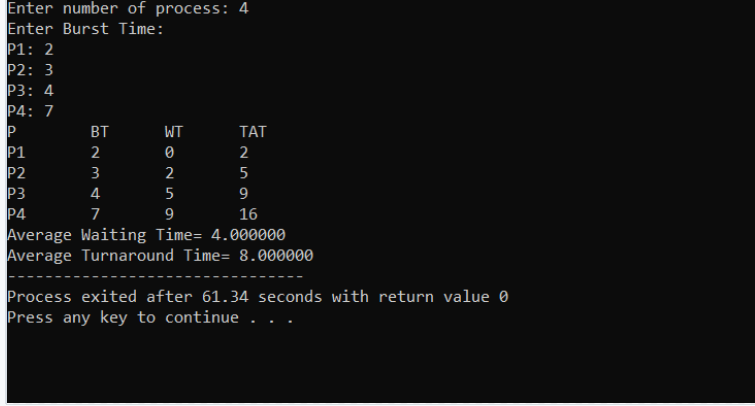 Enter number of process: 4
Enter Burst Time:
P1: 2
P2: 3
P3: 4
P4: 7
P        BT      WT      TAT
P1       2       0       2
P2       3       2       5
P3       4       5       9
P4       7       9       16
Average Waiting Time= 4.000000
Average Turnaround Time= 8.000000
--------------------------------
Process exited after 61.34 seconds with return value 0
Press any key to continue . . .